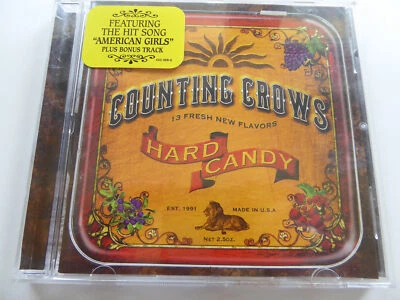 FEATURING
THE HIT SONG
"AMERICAN GIRLS"
PLUS BONUS TRACK
COUNTING CROWS
13 FRESH NEW FLAVORS
HARD CANDY
EST. 1991
MADE IN U.S.A
NET 2.5OZ.